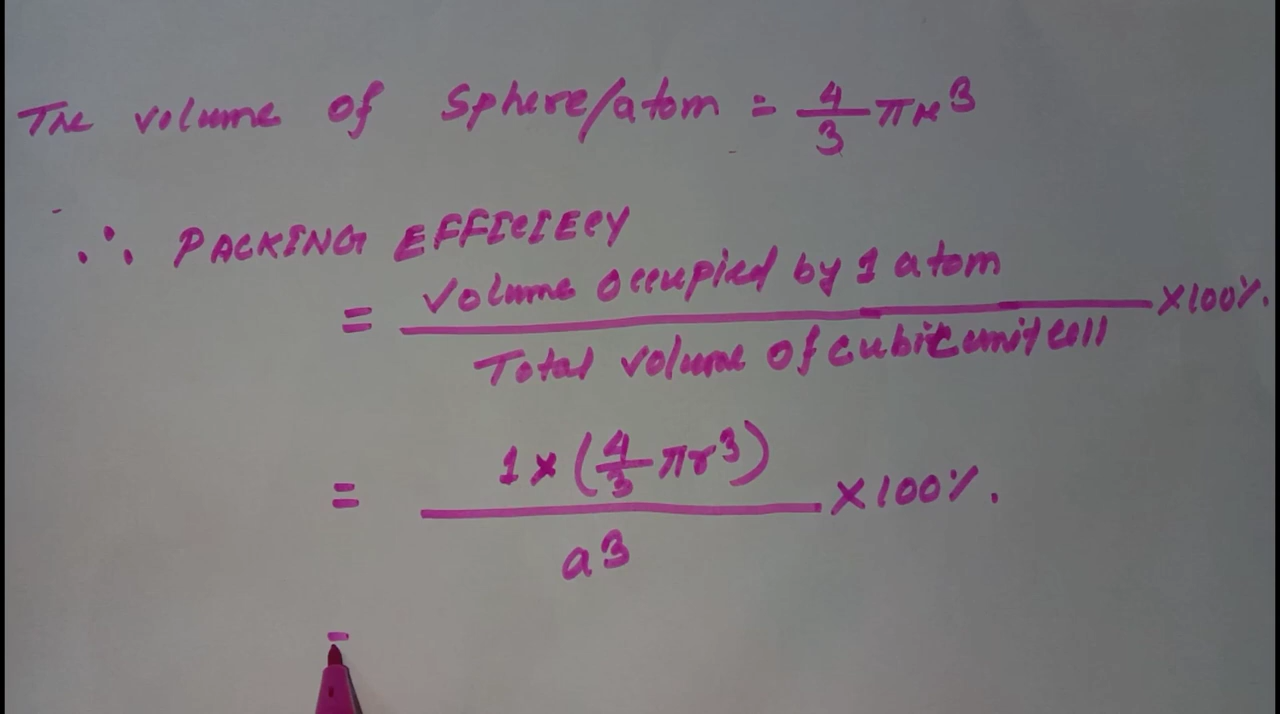 The volume of Sphere/atom = 4/3 πr³
∴ PACKING EFFICIECY
= Volume occupied by 1 atom / Total volume of cubic unit cell ×100%.
= 1 × (4/3 πr³) / a³ ×100%.
=